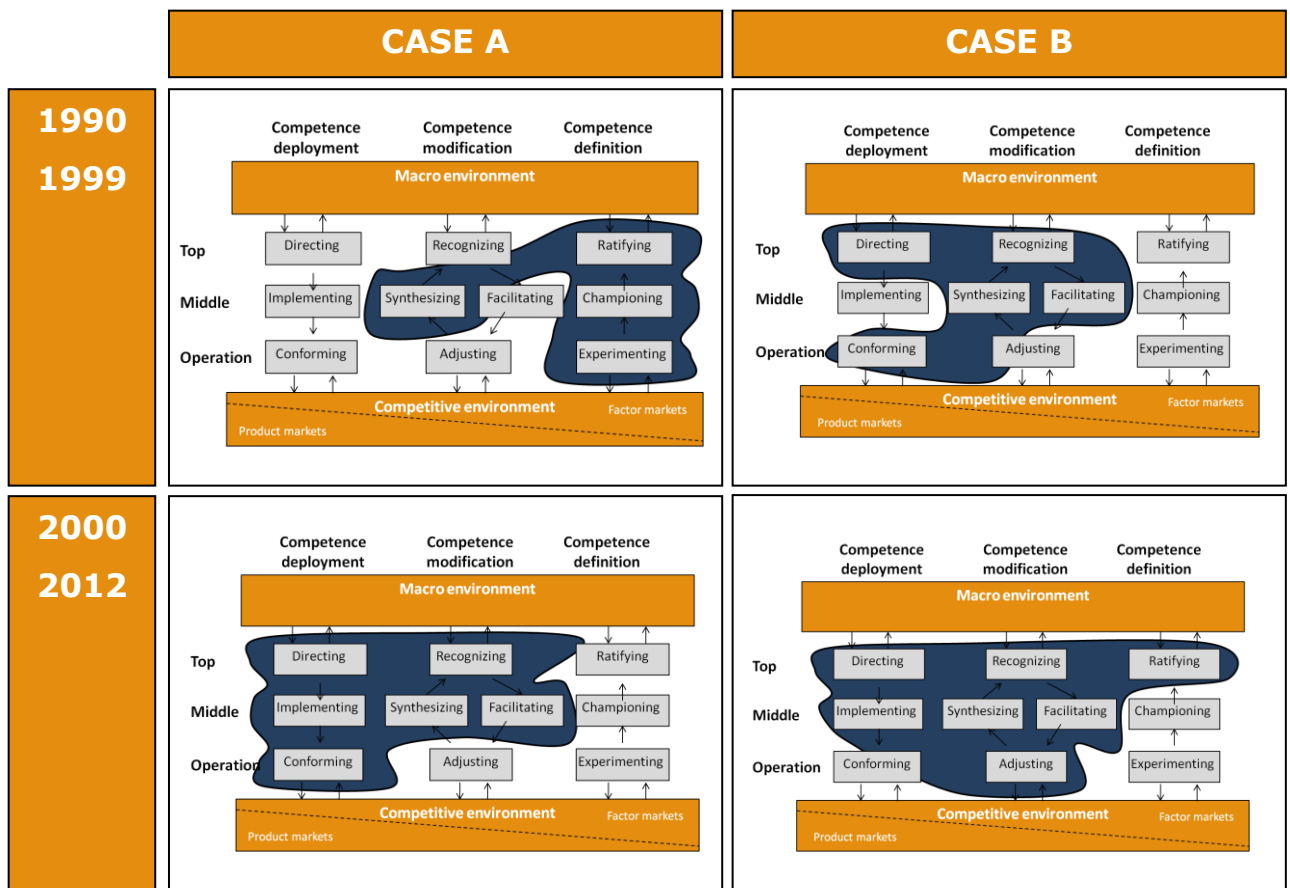 CASE A
CASE B
1990
1999
Competence
deployment
Competence
modification
Competence
definition
Macro environment
Top
Directing
Recognizing
Ratifying
Middle
Implementing
Synthesizing
Facilitating
Championing
Operation
Conforming
Adjusting
Experimenting
Competitive environment
Factor markets
Product markets
Competence
deployment
Competence
modification
Competence
definition
Macro environment
Top
Directing
Recognizing
Ratifying
Middle
Implementing
Synthesizing
Facilitating
Championing
Operation
Conforming
Adjusting
Experimenting
Competitive environment
Factor markets
Product markets
2000
2012
Competence
deployment
Competence
modification
Competence
definition
Macro environment
Top
Directing
Recognizing
Ratifying
Middle
Implementing
Synthesizing
Facilitating
Championing
Operation
Conforming
Adjusting
Experimenting
Competitive environment
Factor markets
Product markets
Competence
deployment
Competence
modification
Competence
definition
Macro environment
Top
Directing
Recognizing
Ratifying
Middle
Implementing
Synthesizing
Facilitating
Championing
Operation
Conforming
Adjusting
Experimenting
Competitive environment
Factor markets
Product markets